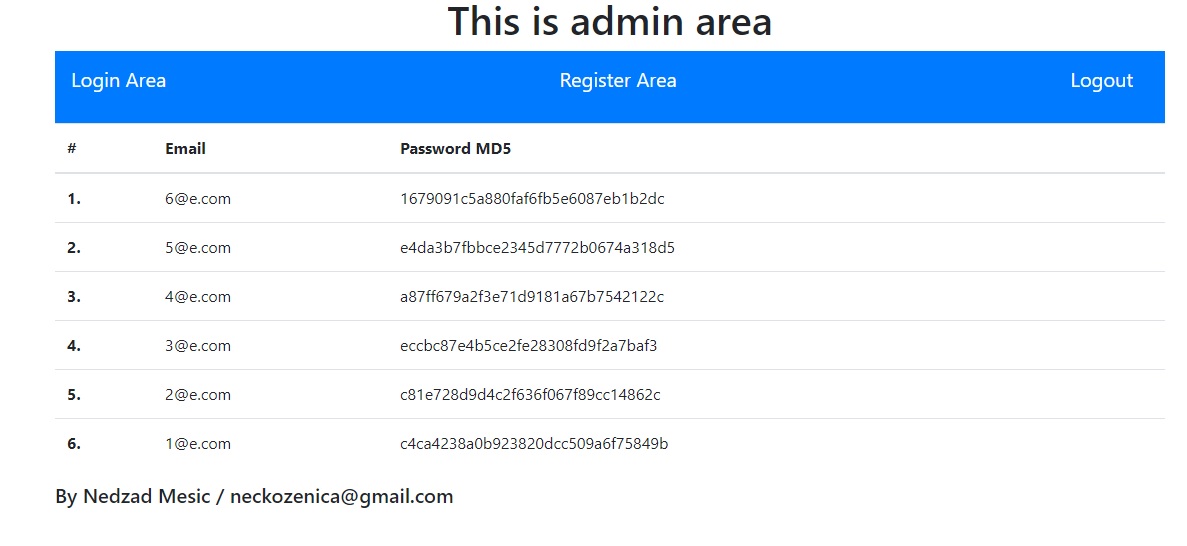 This is admin area
Login Area Register Area Logout
# Email Password MD5
1. 6@e.com 1679091c5a880faf6fb5e6087eb1b2dc
2. 5@e.com e4da3b7fbbce2345d7772b0674a318d5
3. 4@e.com a87ff679a2f3e71d9181a67b7542122c
4. 3@e.com eccbc87e4b5ce2fe28308fd9f2a7baf3
5. 2@e.com c81e728d9d4c2f636f067f89cc14862c
6. 1@e.com c4ca4238a0b923820dcc509a6f75849b
By Nedzad Mesic / neckozenica@gmail.com